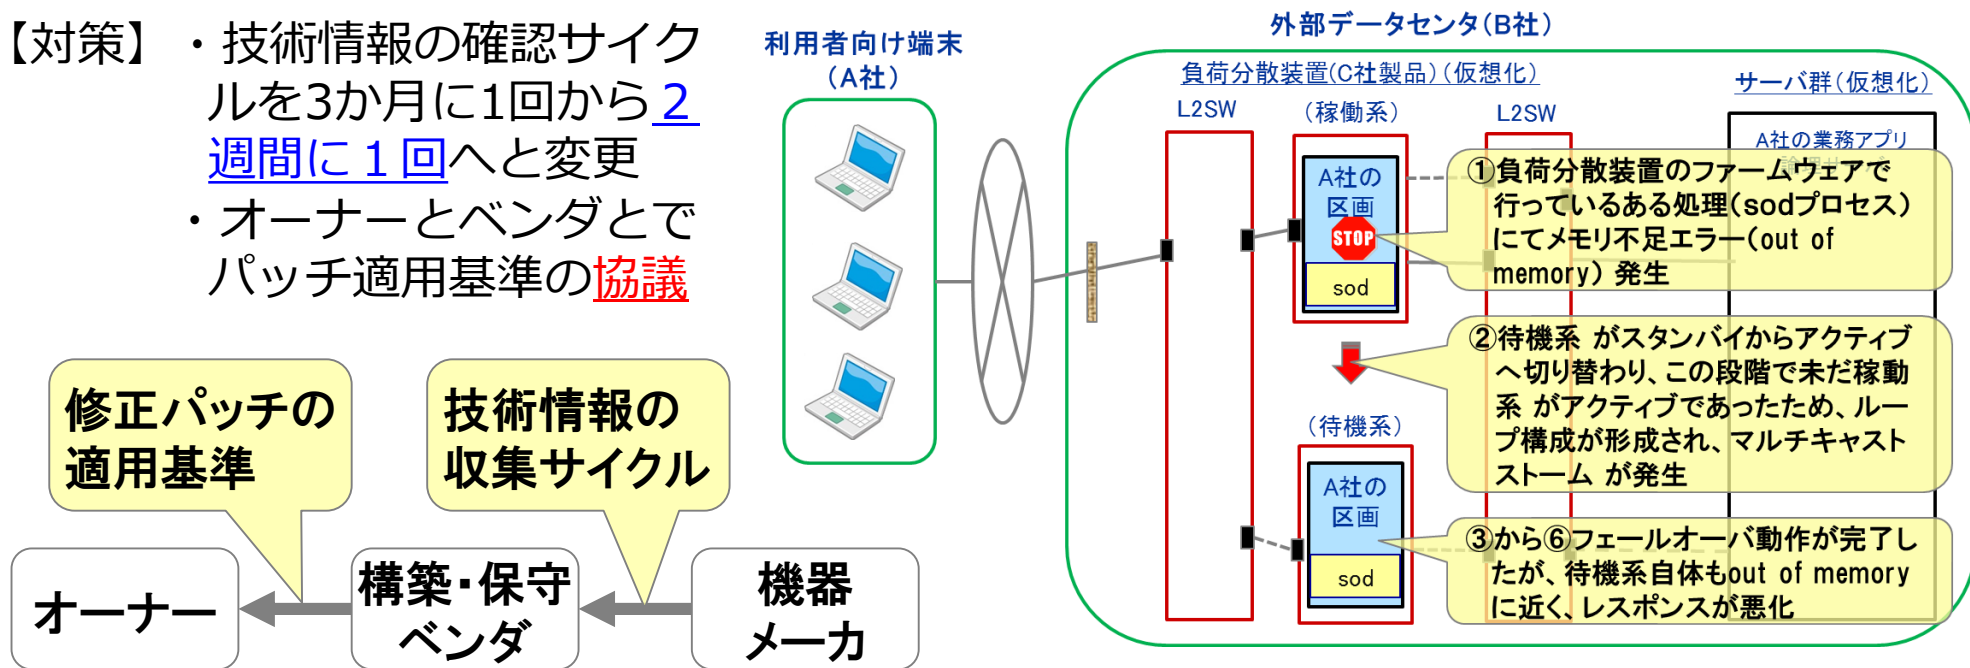 【対策】・技術情報の確認サイク
ルを3か月に1回から2
週間に１回へと変更
・オーナーとベンダとで
パッチ適用基準の協議
修正パッチの
適用基準
技術情報の
収集サイクル
オーナー
構築・保守
ベンダ
機器
メーカ
利用者向け端末
（A社）
外部データセンタ（B社）
負荷分散装置(C社製品)（仮想化）
サーバ群（仮想化）
L2SW
（稼働系）
L2SW
A社の業務アプリ
A社の
区画
STOP
sod
①負荷分散装置のファームウェアで
行っているある処理（sodプロセス）
にてメモリ不足エラー（out of
memory）発生
②待機系 がスタンバイからアクティブ
へ切り替わり、この段階で未だ稼動
系 がアクティブであったため、ルー
プ構成が形成され、マルチキャスト
ストーム が発生
（待機系）
A社の
区画
sod
③から⑥フェールオーバ動作が完了し
たが、待機系自体もout of memory
に近く、レスポンスが悪化